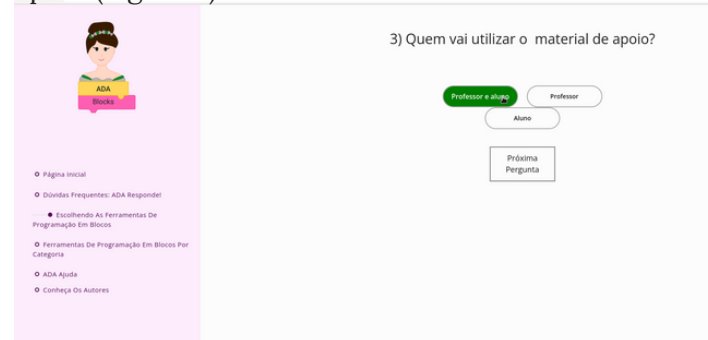 ADA
Blocks
Página Inicial
Dúvidas Frequentes: ADA Responde!
Escolhendo As Ferramentas De
Programação Em Blocos
Ferramentas De Programação Em Blocos Por
Categoria
ADA Ajuda
Conheça Os Autores
3) Quem vai utilizar o material de apoio?
Professor e aluno
Professor
Aluno
Próxima
Pergunta